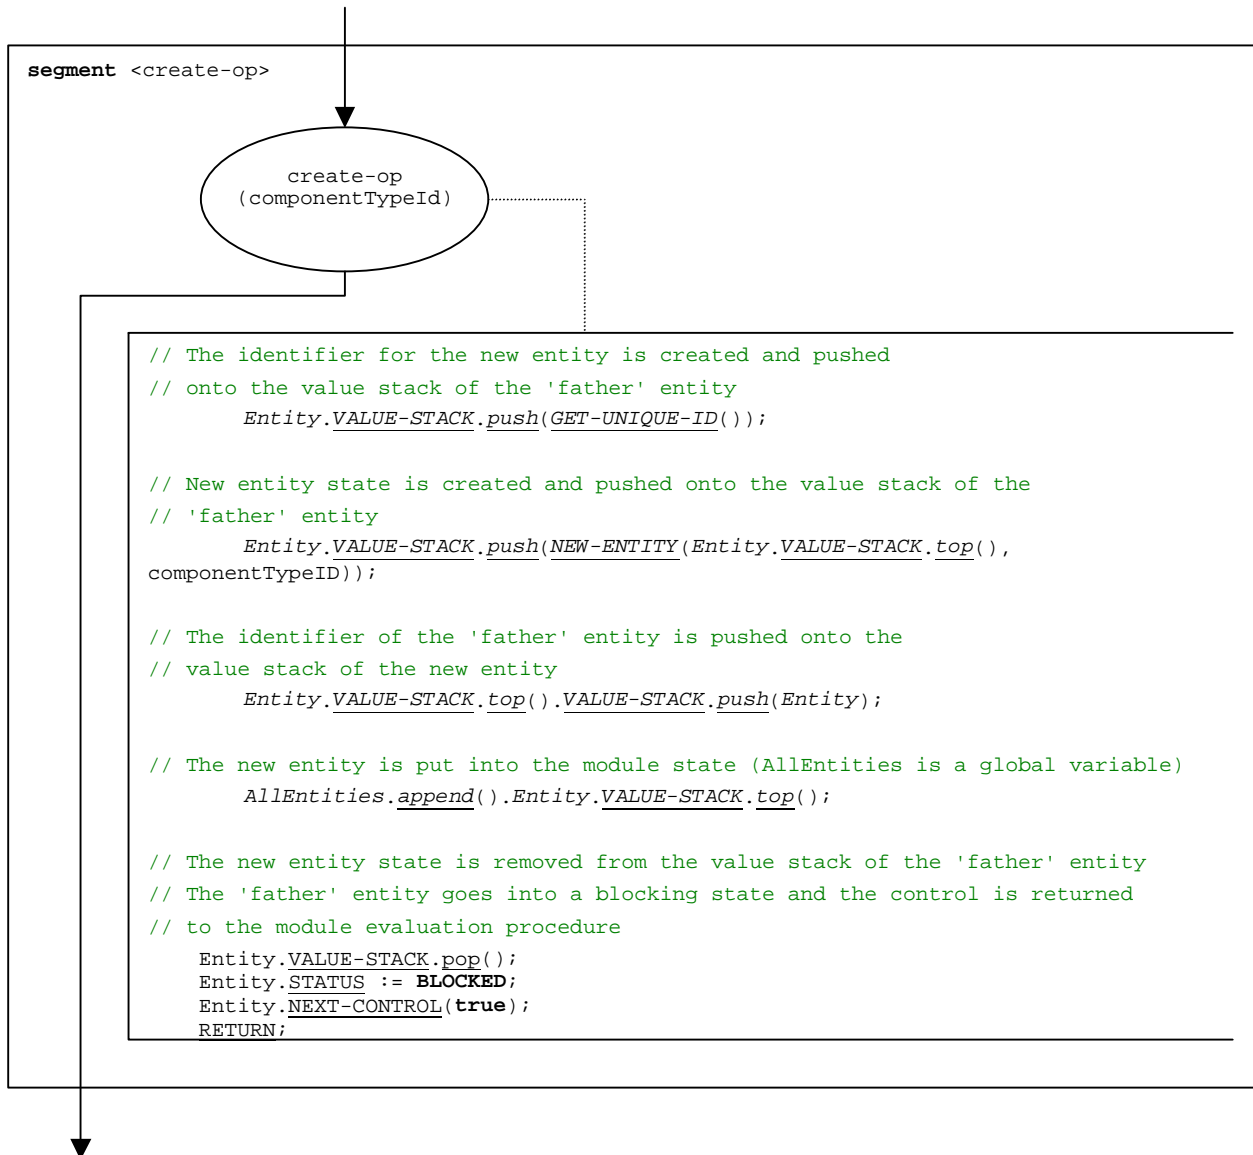 segment <create-op>
create-op
(componentTypeId)
// The identifier for the new entity is created and pushed
// onto the value stack of the 'father' entity
Entity.VALUE-STACK.push(GET-UNIQUE-ID());
// New entity state is created and pushed onto the value stack of the
// 'father' entity
Entity.VALUE-STACK.push(NEW-ENTITY(Entity.VALUE-STACK.top(),
componentTypeID));
// The identifier of the 'father' entity is pushed onto the
// value stack of the new entity
Entity.VALUE-STACK.top().VALUE-STACK.push(Entity);
// The new entity is put into the module state (AllEntities is a global variable)
AllEntities.append().Entity.VALUE-STACK.top();
// The new entity state is removed from the value stack of the 'father' entity
// The 'father' entity goes into a blocking state and the control is returned
// to the module evaluation procedure
Entity.VALUE-STACK.pop();
Entity.STATUS := BLOCKED;
Entity.NEXT-CONTROL(true);
RETURN;